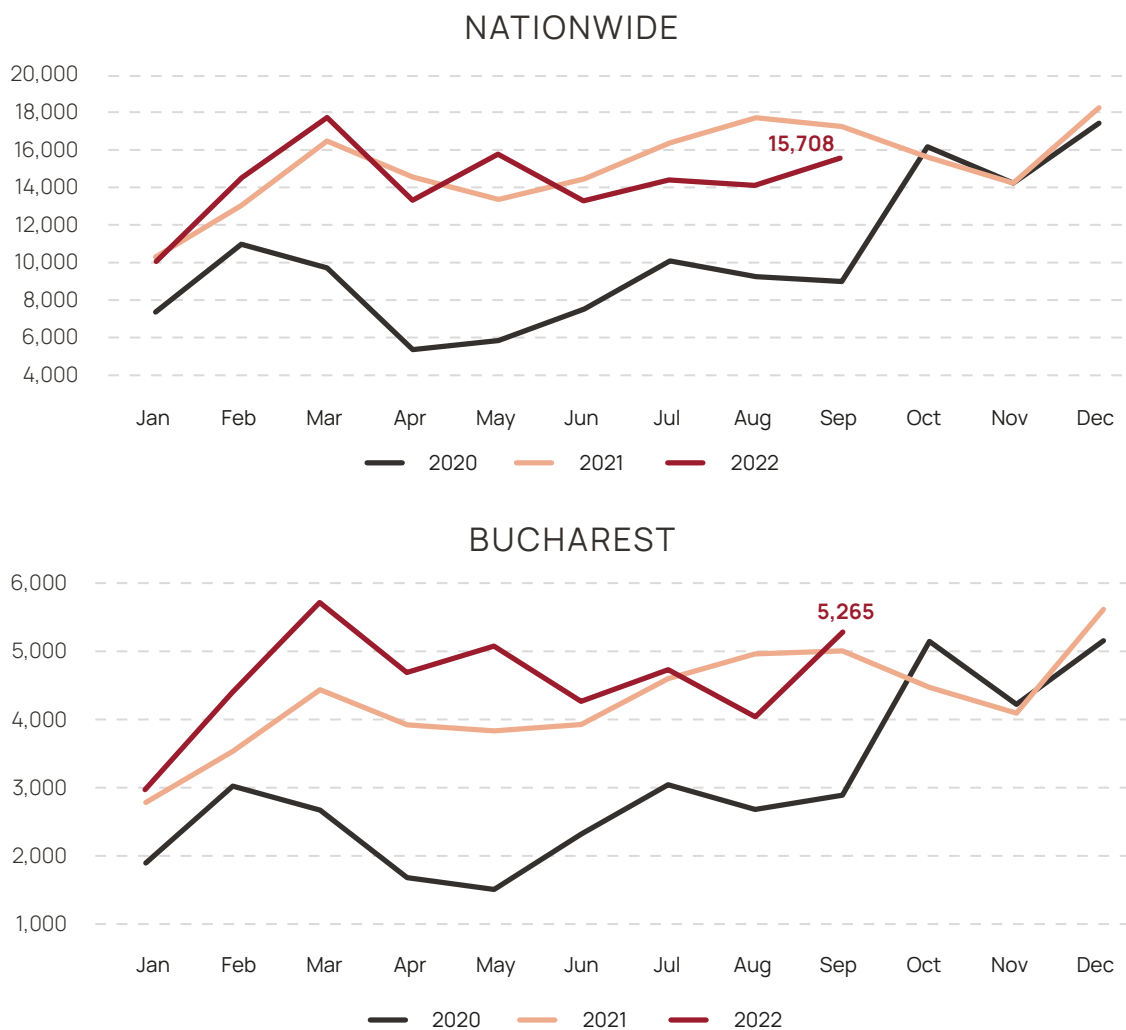 NATIONWIDE
20,000
18,000
16,000
15,708
14,000
12,000
10,000
8,000
6,000
4,000
Jan Feb Mar Apr May Jun Jul Aug Sep Oct Nov Dec
2020 2021 2022
BUCHAREST
6,000
5,265
5,000
4,000
3,000
2,000
1,000
Jan Feb Mar Apr May Jun Jul Aug Sep Oct Nov Dec
2020 2021 2022